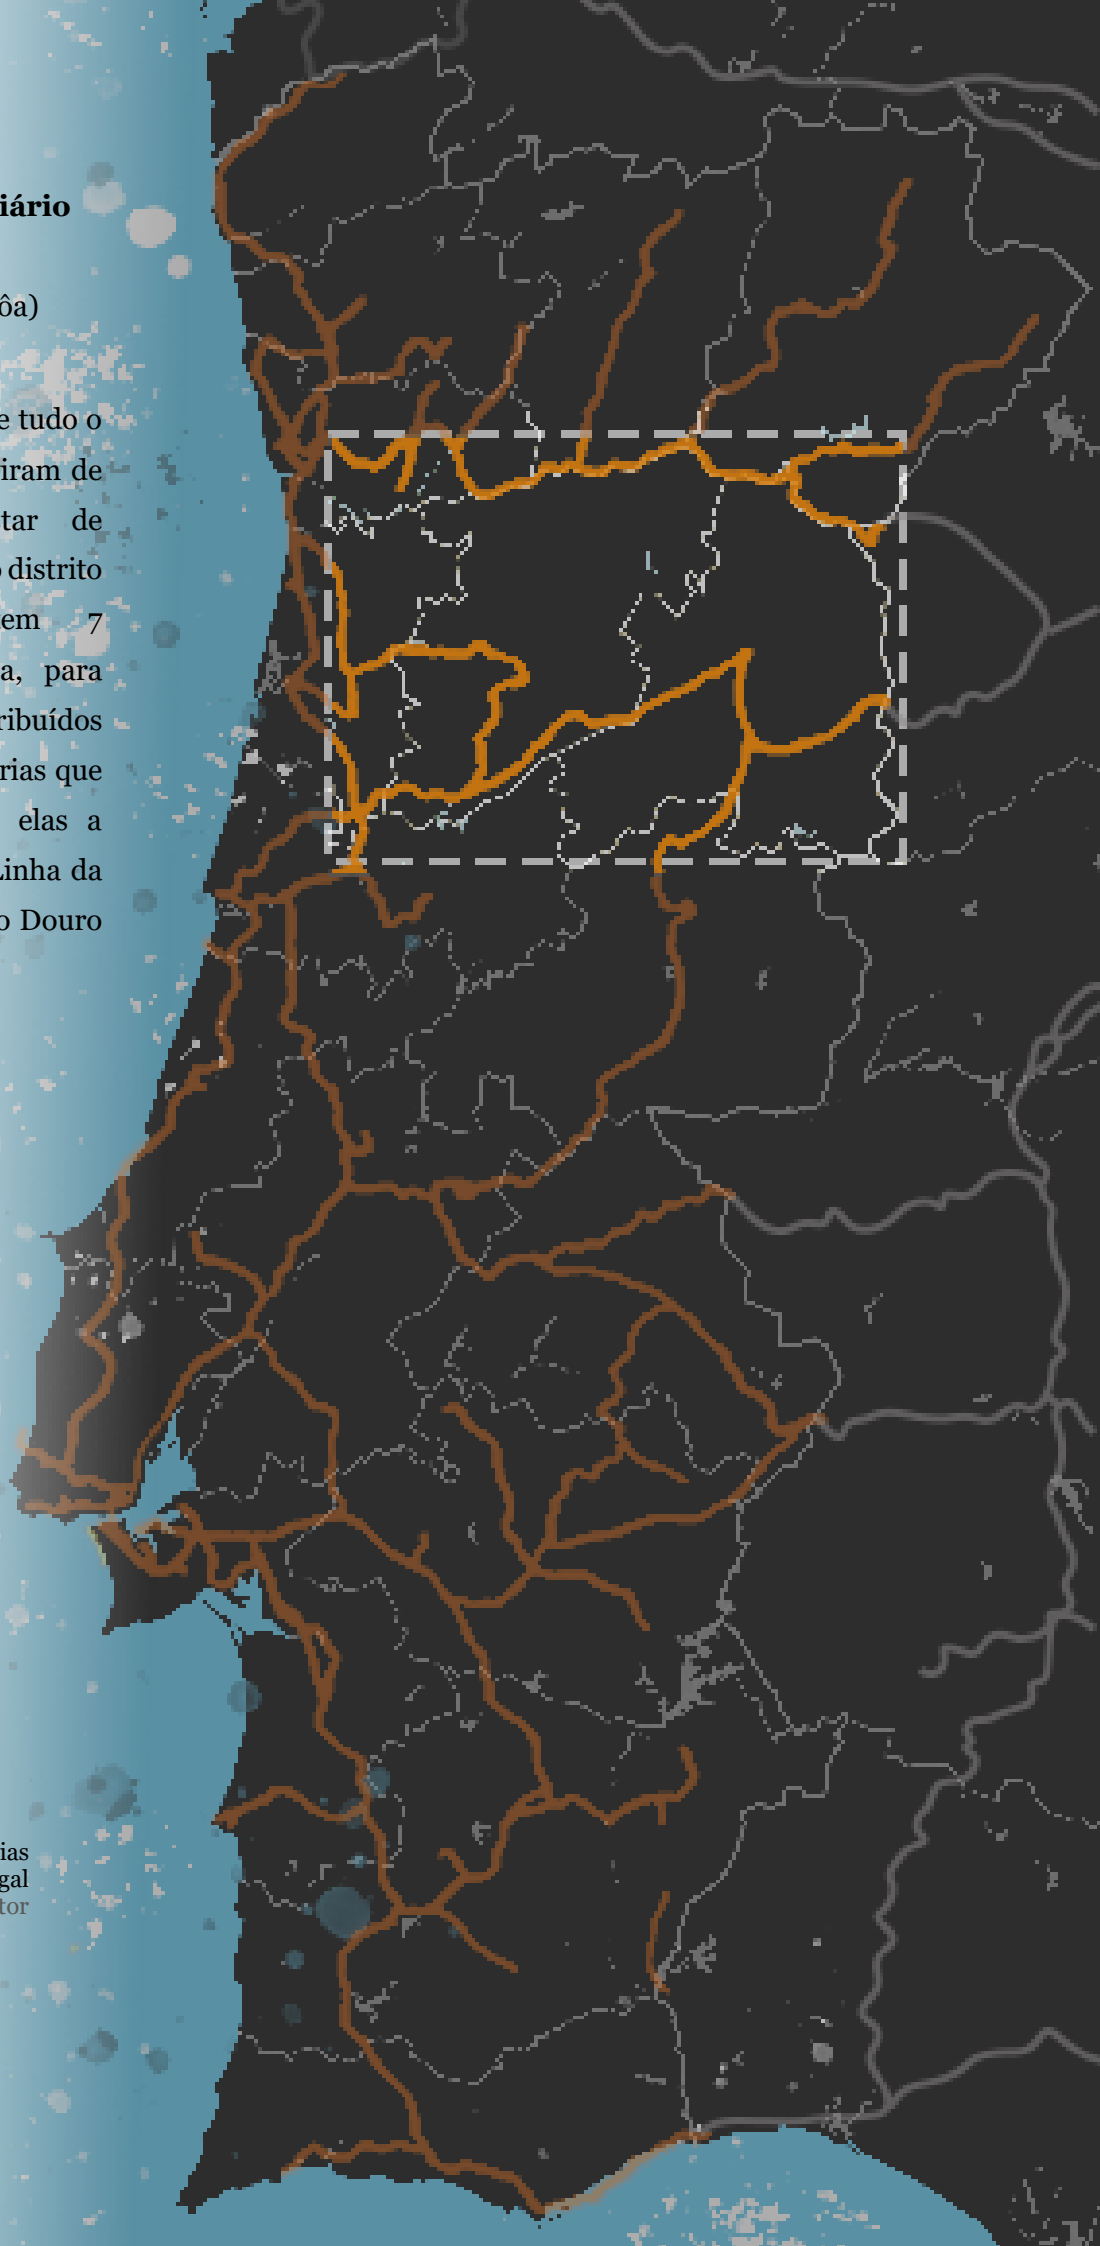 iário
ôa)
e tudo o
iram de
tar de
o distrito
em 7
a, para
ribuídos
rias que
elas a
Linha da
o Douro
ias
gal
tor